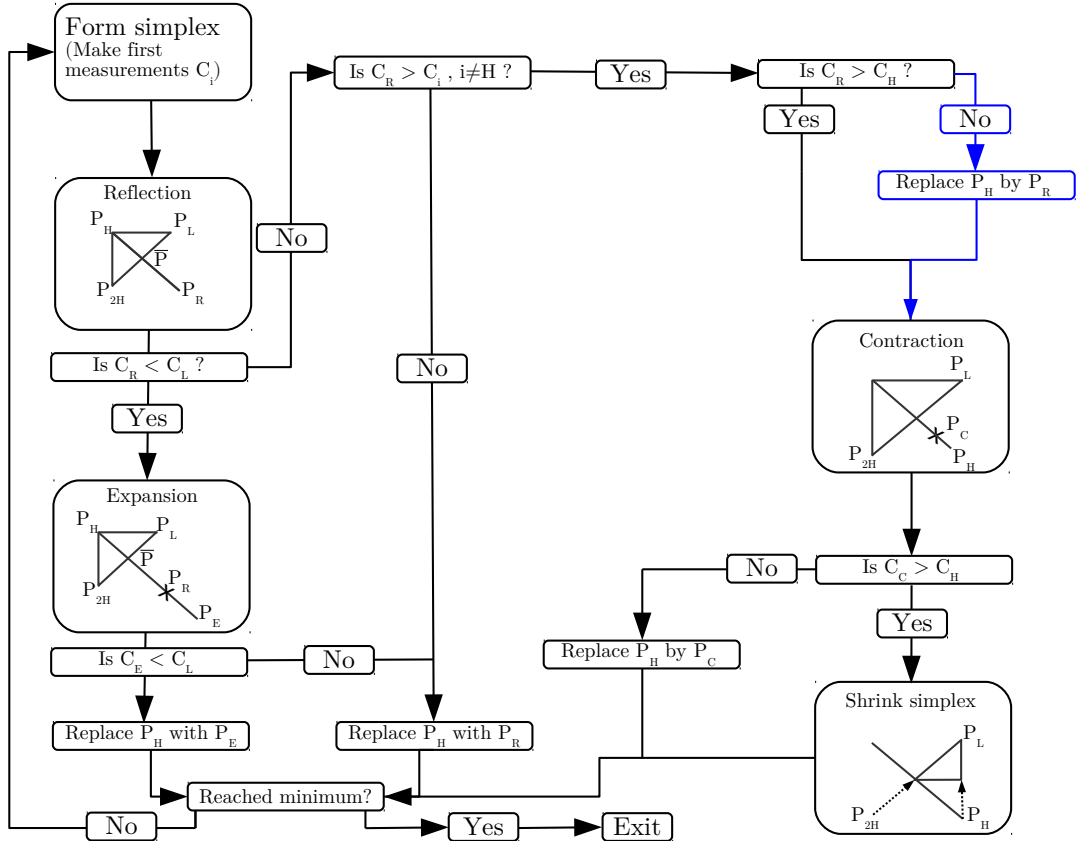 Form simplex
(Make first
measurements C_i)
Is C_R > C_i , i≠H ?
Yes
Is C_R > C_H ?
Yes
No
Replace P_H by P_R
Reflection
P_H
P_L
P̅
P_2H
P_R
No
Is C_R < C_L ?
Yes
No
Contraction
P_L
P_C
P_2H
P_H
Expansion
P_H
P_L
P̅
P_R
P_2H
P_E
Is C_E < C_L
No
Is C_C > C_H
No
Yes
Replace P_H by P_C
Shrink simplex
P_L
P_2H
P_H
Replace P_H with P_E
Replace P_H with P_R
Reached minimum?
No
Yes
Exit